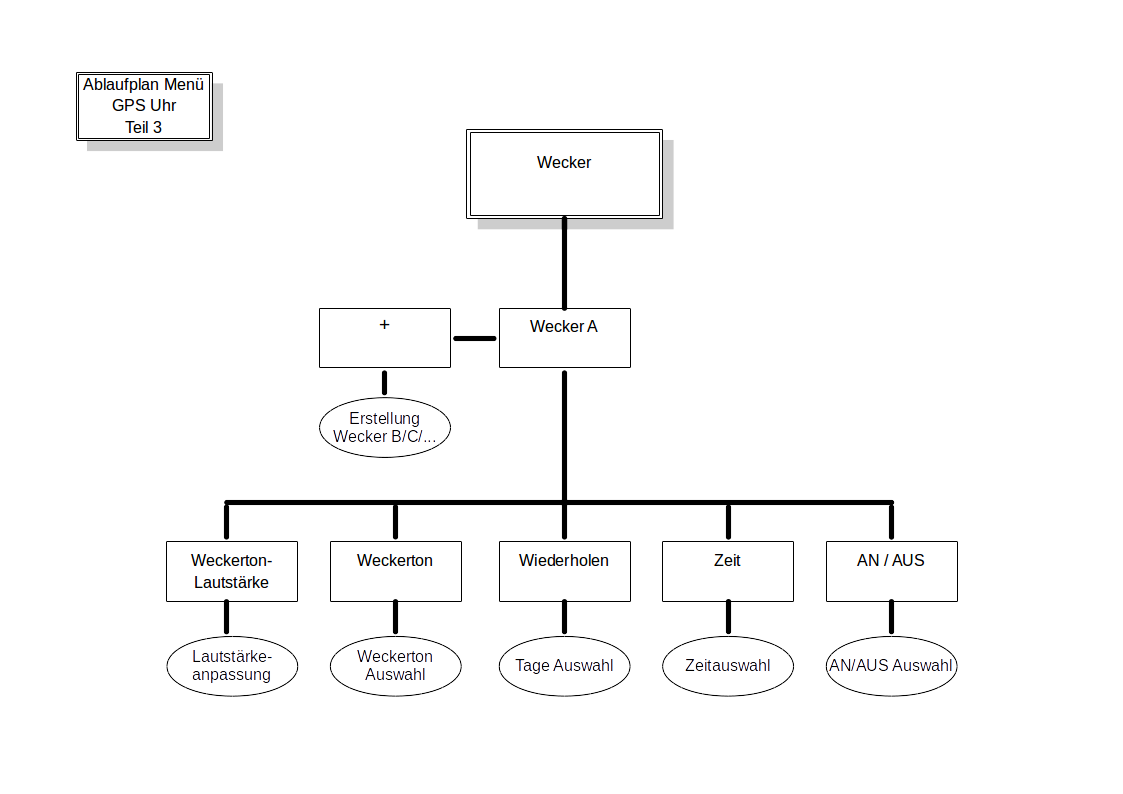 Ablaufplan Menü
GPS Uhr
Teil 3
Wecker
+
Wecker A
Erstellung
Wecker B/C/...
Weckerton-
Lautstärke
Weckerton
Wiederholen
Zeit
AN / AUS
Lautstärke-
anpassung
Weckerton
Auswahl
Tage Auswahl
Zeitauswahl
AN/AUS Auswahl